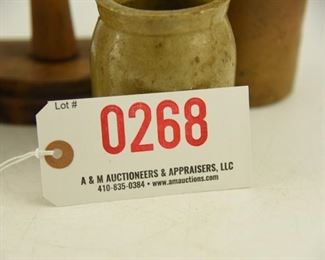 Lot #
0268
A & M AUCTIONEERS & APPRAISERS, LLC
410-835-0384 • www.amauctions.com